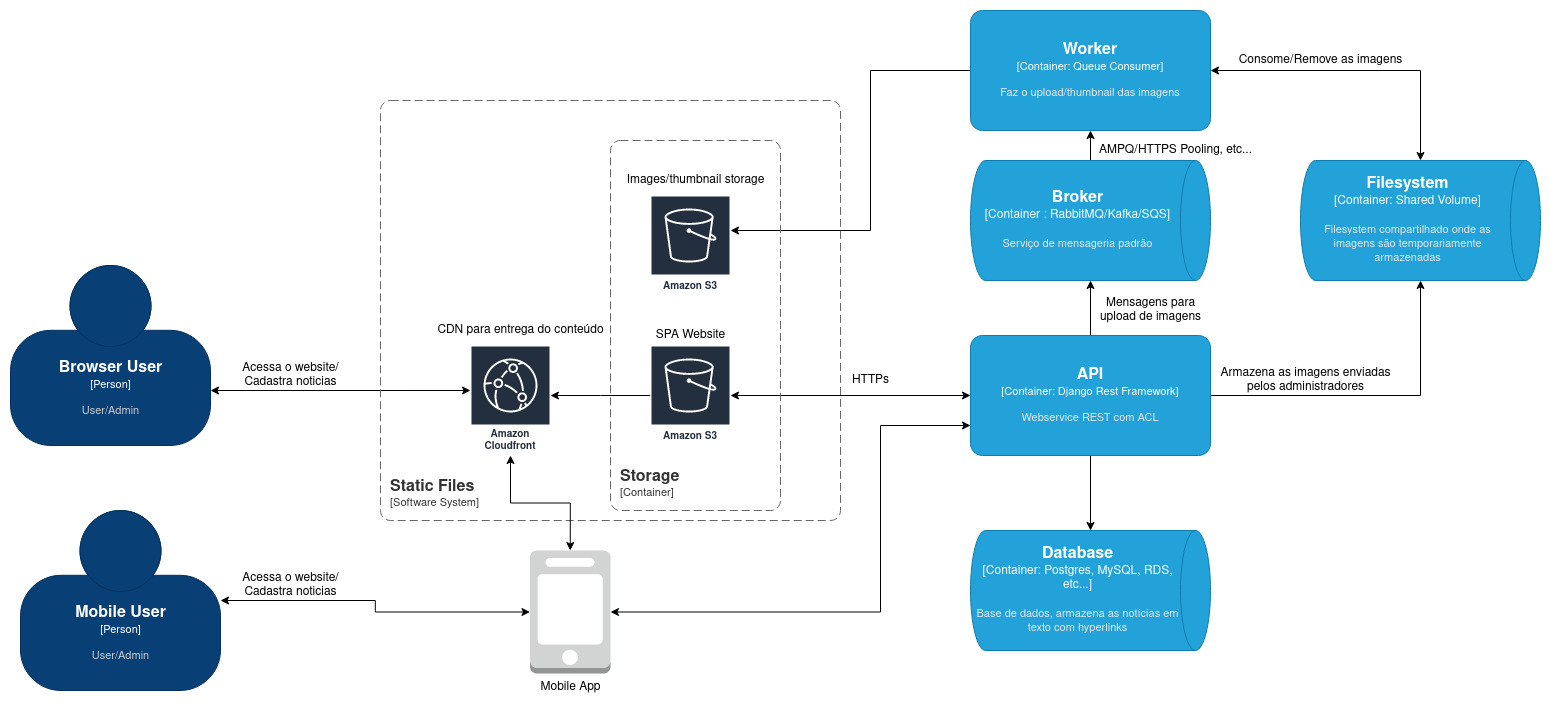 Worker
[Container: Queue Consumer]
Faz o upload/thumbnail das imagens
Consome/Remove as imagens
AMPQ/HTTPS Pooling, etc...
Broker
[Container : RabbitMQ/Kafka/SQS]
Serviço de mensageria padrão
Filesystem
[Container: Shared Volume]
Filesystem compartilhado onde as
imagens são temporariamente
armazenadas
Images/thumbnail storage
Amazon S3
Mensagens para
upload de imagens
CDN para entrega do conteúdo
SPA Website
Browser User
[Person]
User/Admin
Acessa o website/
Cadastra noticias
Amazon
Cloudfront
Amazon S3
HTTPs
API
[Container: Django Rest Framework]
Webservice REST com ACL
Armazena as imagens enviadas
pelos administradores
Static Files
[Software System]
Storage
[Container]
Mobile User
[Person]
User/Admin
Acessa o website/
Cadastra noticias
Mobile App
Database
[Container: Postgres, MySQL, RDS,
etc...]
Base de dados, armazena as notícias em
texto com hyperlinks